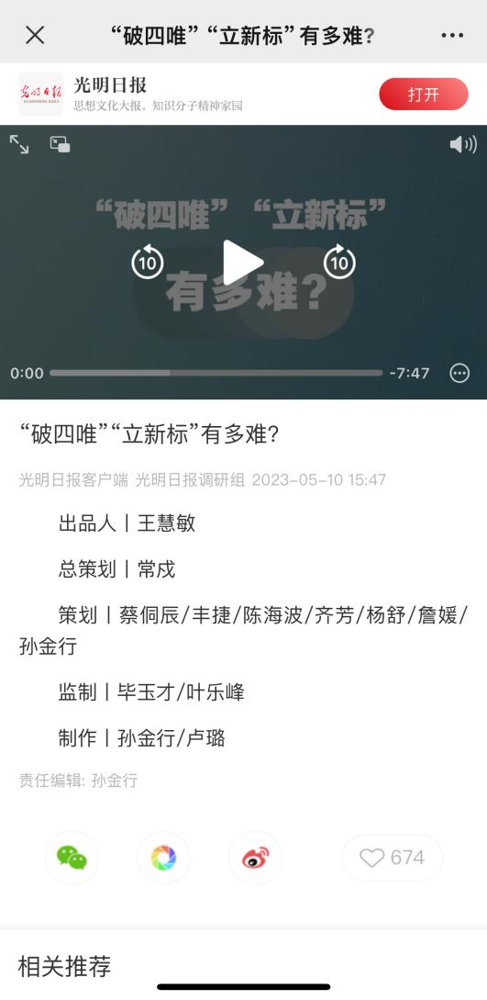 “破四唯” “立新标”有多难?
光明日报
GUANGMING DAILY
光明日报
思想文化大报，知识分子精神家园
打开
“破四唯” “立新标”
10
10
有多难?
0:00
-7:47
“破四唯”“立新标”有多难?
光明日报客户端 光明日报调研组 2023-05-10 15:47
出品人丨王慧敏
总策划丨常戍
策划丨蔡侗辰/丰捷/陈海波/齐芳/杨舒/詹媛/
孙金行
监制丨毕玉才/叶乐峰
制作丨孙金行/卢璐
责任编辑: 孙金行
674
相关推荐